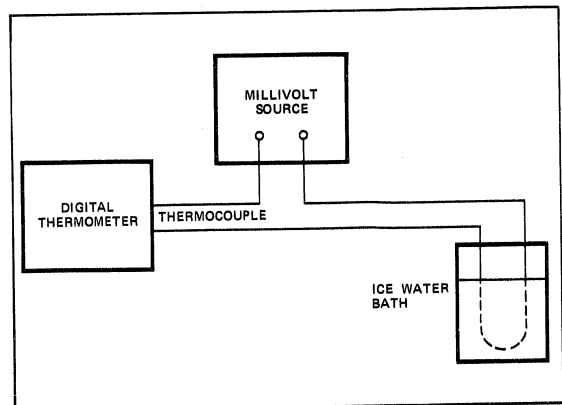 MILLIVOLT
SOURCE
DIGITAL
THERMOMETER
THERMOCOUPLE
ICE WATER
BATH